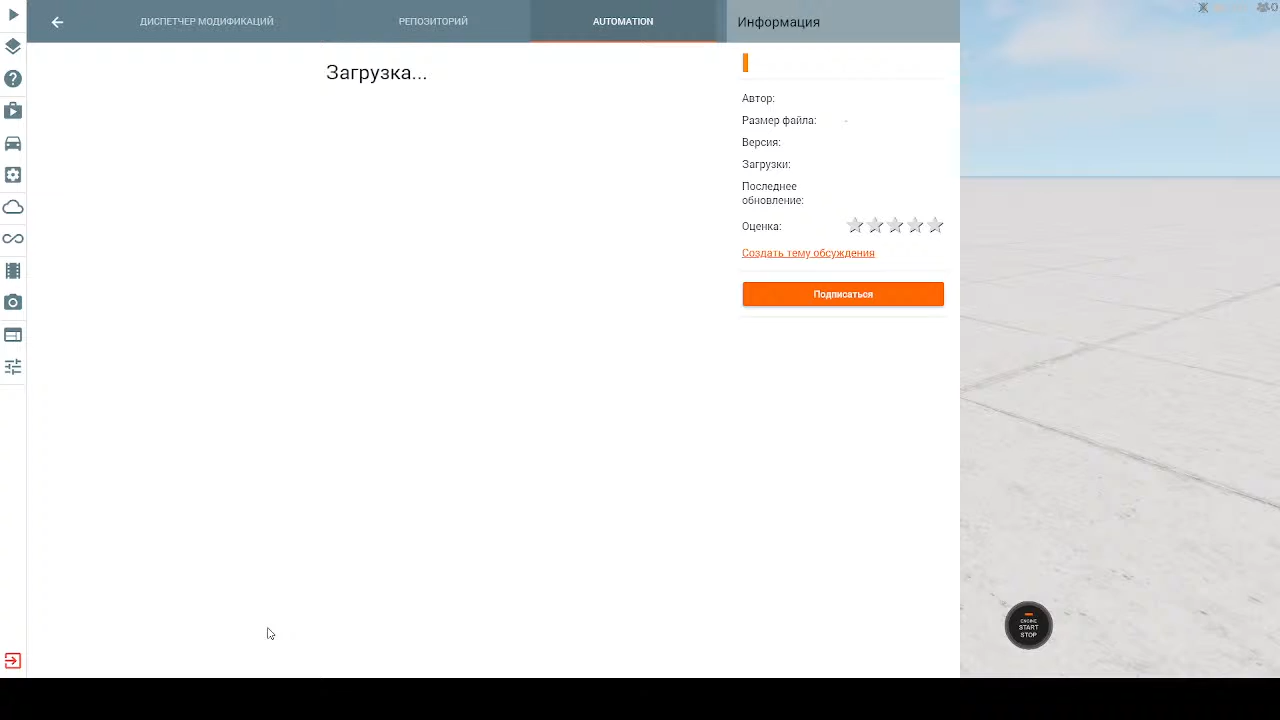 ДИСПЕТЧЕР МОДИФИКАЦИЙ
РЕПОЗИТОРИЙ
AUTOMATION
Информация
Загрузка...
Автор:
Размер файла: -
Версия:
Загрузки:
Последнее
обновление:
Оценка:
Создать тему обсуждения
Подписаться
ENGINE
START
STOP